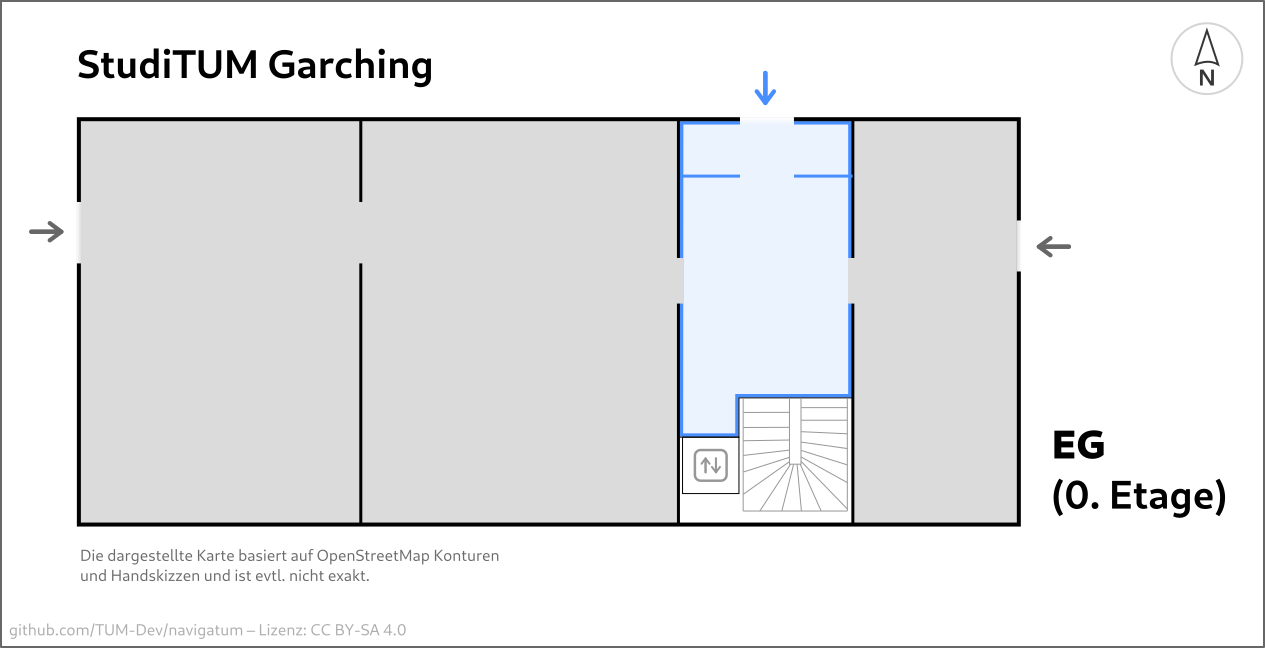 StudiTUM Garching
N
EG
(0. Etage)
Die dargestellte Karte basiert auf OpenStreetMap Konturen
und Handskizzen und ist evtl. nicht exakt.
github.com/TUM-Dev/navigatum – Lizenz: CC BY-SA 4.0